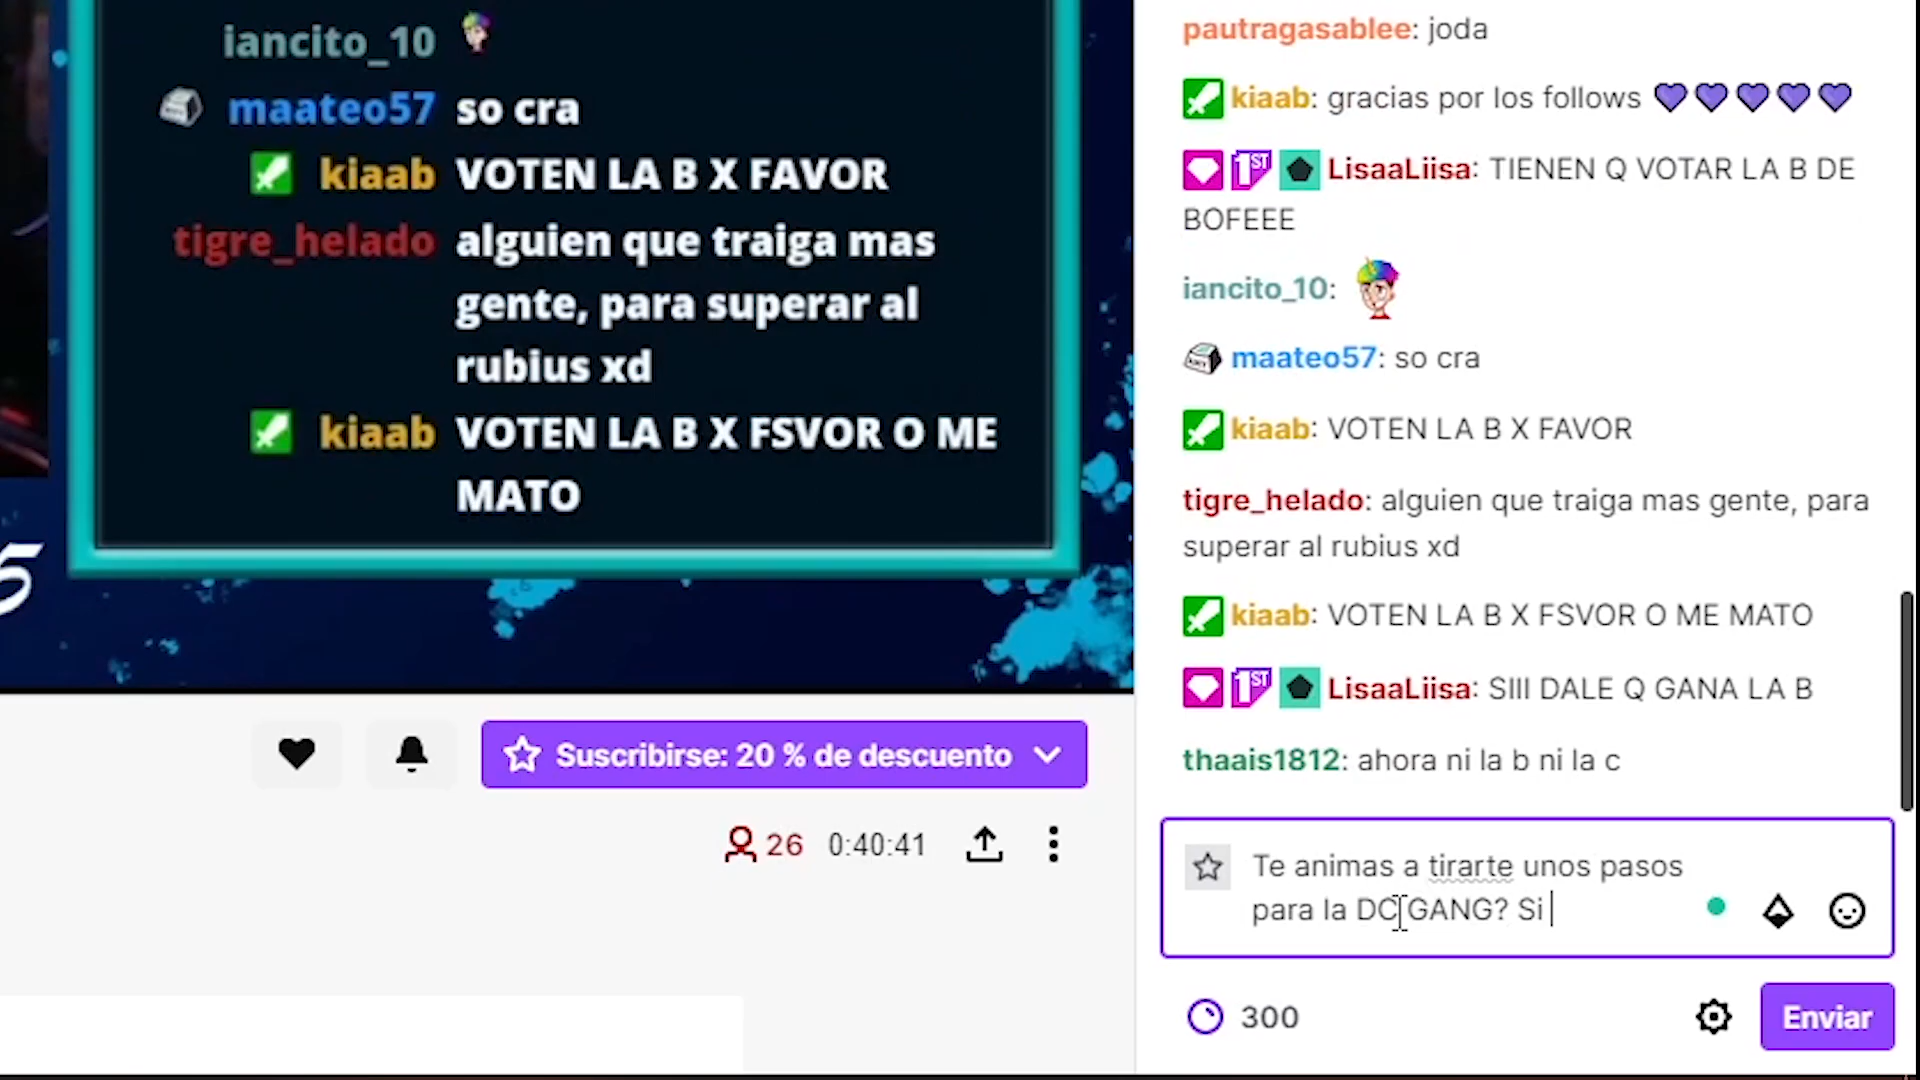 iancito_10
maateo57 so cra
kiaab VOTEN LA B X FAVOR
tigre_helado alguien que traiga mas
gente, para superar al
rubius xd
kiaab VOTEN LA B X FSVOR O ME
MATO
5
Suscribirse: 20 % de descuento
26 0:40:41
pautragasablee: joda
kiaab: gracias por los follows
1ST LisaaLiisa: TIENEN Q VOTAR LA B DE
BOFEEE
iancito_10:
maateo57: so cra
kiaab: VOTEN LA B X FAVOR
tigre_helado: alguien que traiga mas gente, para
superar al rubius xd
kiaab: VOTEN LA B X FSVOR O ME MATO
1ST LisaaLiisa: SIII DALE Q GANA LA B
thaais1812: ahora ni la b ni la c
Te animas a tirarte unos pasos
para la DC GANG? Si
300
Enviar